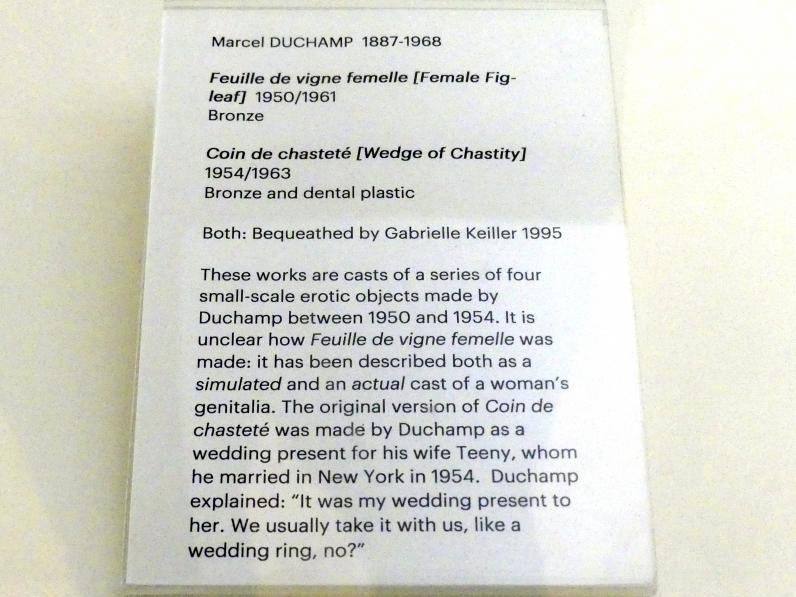 Marcel DUCHAMP 1887-1968
Feuille de vigne femelle [Female Fig-
leaf] 1950/1961
Bronze
Coin de chasteté [Wedge of Chastity]
1954/1963
Bronze and dental plastic
Both: Bequeathed by Gabrielle Keiller 1995
These works are casts of a series of four
small-scale erotic objects made by
Duchamp between 1950 and 1954. It is
unclear how Feuille de vigne femelle was
made: it has been described both as a
simulated and an actual cast of a woman's
genitalia. The original version of Coin de
chasteté was made by Duchamp as a
wedding present for his wife Teeny, whom
he married in New York in 1954. Duchamp
explained: “It was my wedding present to
her. We usually take it with us, like a
wedding ring, no?”